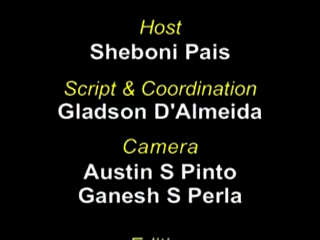 Host
Sheboni Pais
Script & Coordination
Gladson D'Almeida
Camera
Austin S Pinto
Ganesh S Perla